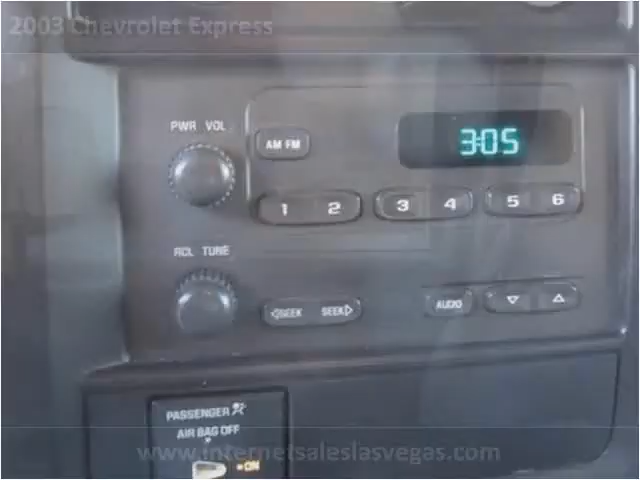 2003 Chevrolet Express
PWR VOL
AM FM
3:05
1 2 3 4 5 6
RCL TUNE
SEEK SEEK
AUDIO
PASSENGER
AIR BAG OFF
ON
www.internetsaleslasvegas.com